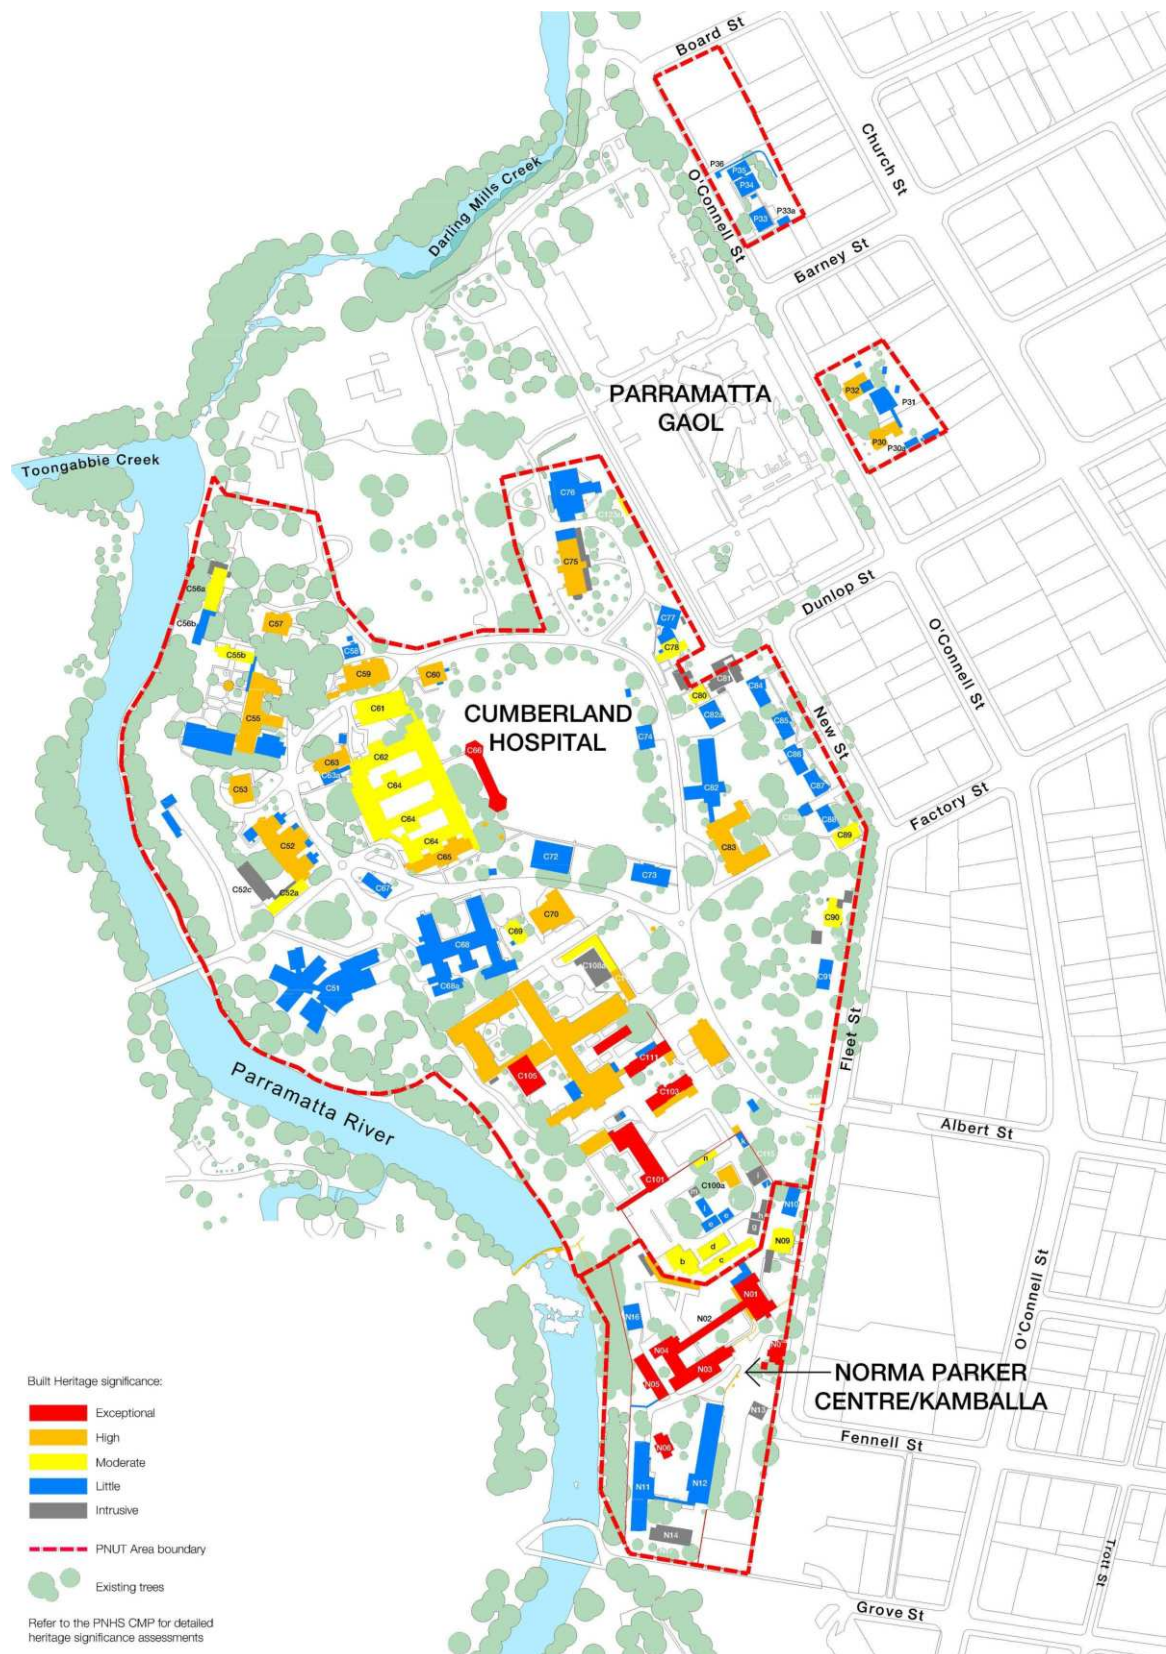 Board St
Church St
Darling Mills Creek
P36
P35
P34
O'Connell St
P33
P33a
Barney St
PARRAMATTA
GAOL
P32
P31
P30
P30a
Toongabbie Creek
C76
C75
Dunlop St
C56a
C56b
C57
C77
C78
O'Connell St
C55b
C58
C59
C60
C81
C80
C84
New St
C61
CUMBERLAND
HOSPITAL
C82a
C85
C55
C74
C66
C62
C86
C63
C63a
C64
C82
C87
Factory St
C53
C64
C88
C64
C83
C89
C52
C65
C72
C73
C52c
C52a
C67
C70
C90
C69
C68
C108a
C91
C51
C68a
Fleet St
C111
C105
C103
Parramatta River
Albert St
n
C115
C101
C109a
j
m
l
e
e
h
g
N10
d
b
c
N09
O'Connell St
N01
N02
N16
N04
N03
N05
NORMA PARKER
CENTRE/KAMBALLA
N13
Fennell St
N06
N11
N12
N14
Trott St
Grove St
Built Heritage significance:
Exceptional
High
Moderate
Little
Intrusive
PNUT Area boundary
Existing trees
Refer to the PNHS CMP for detailed
heritage significance assessments